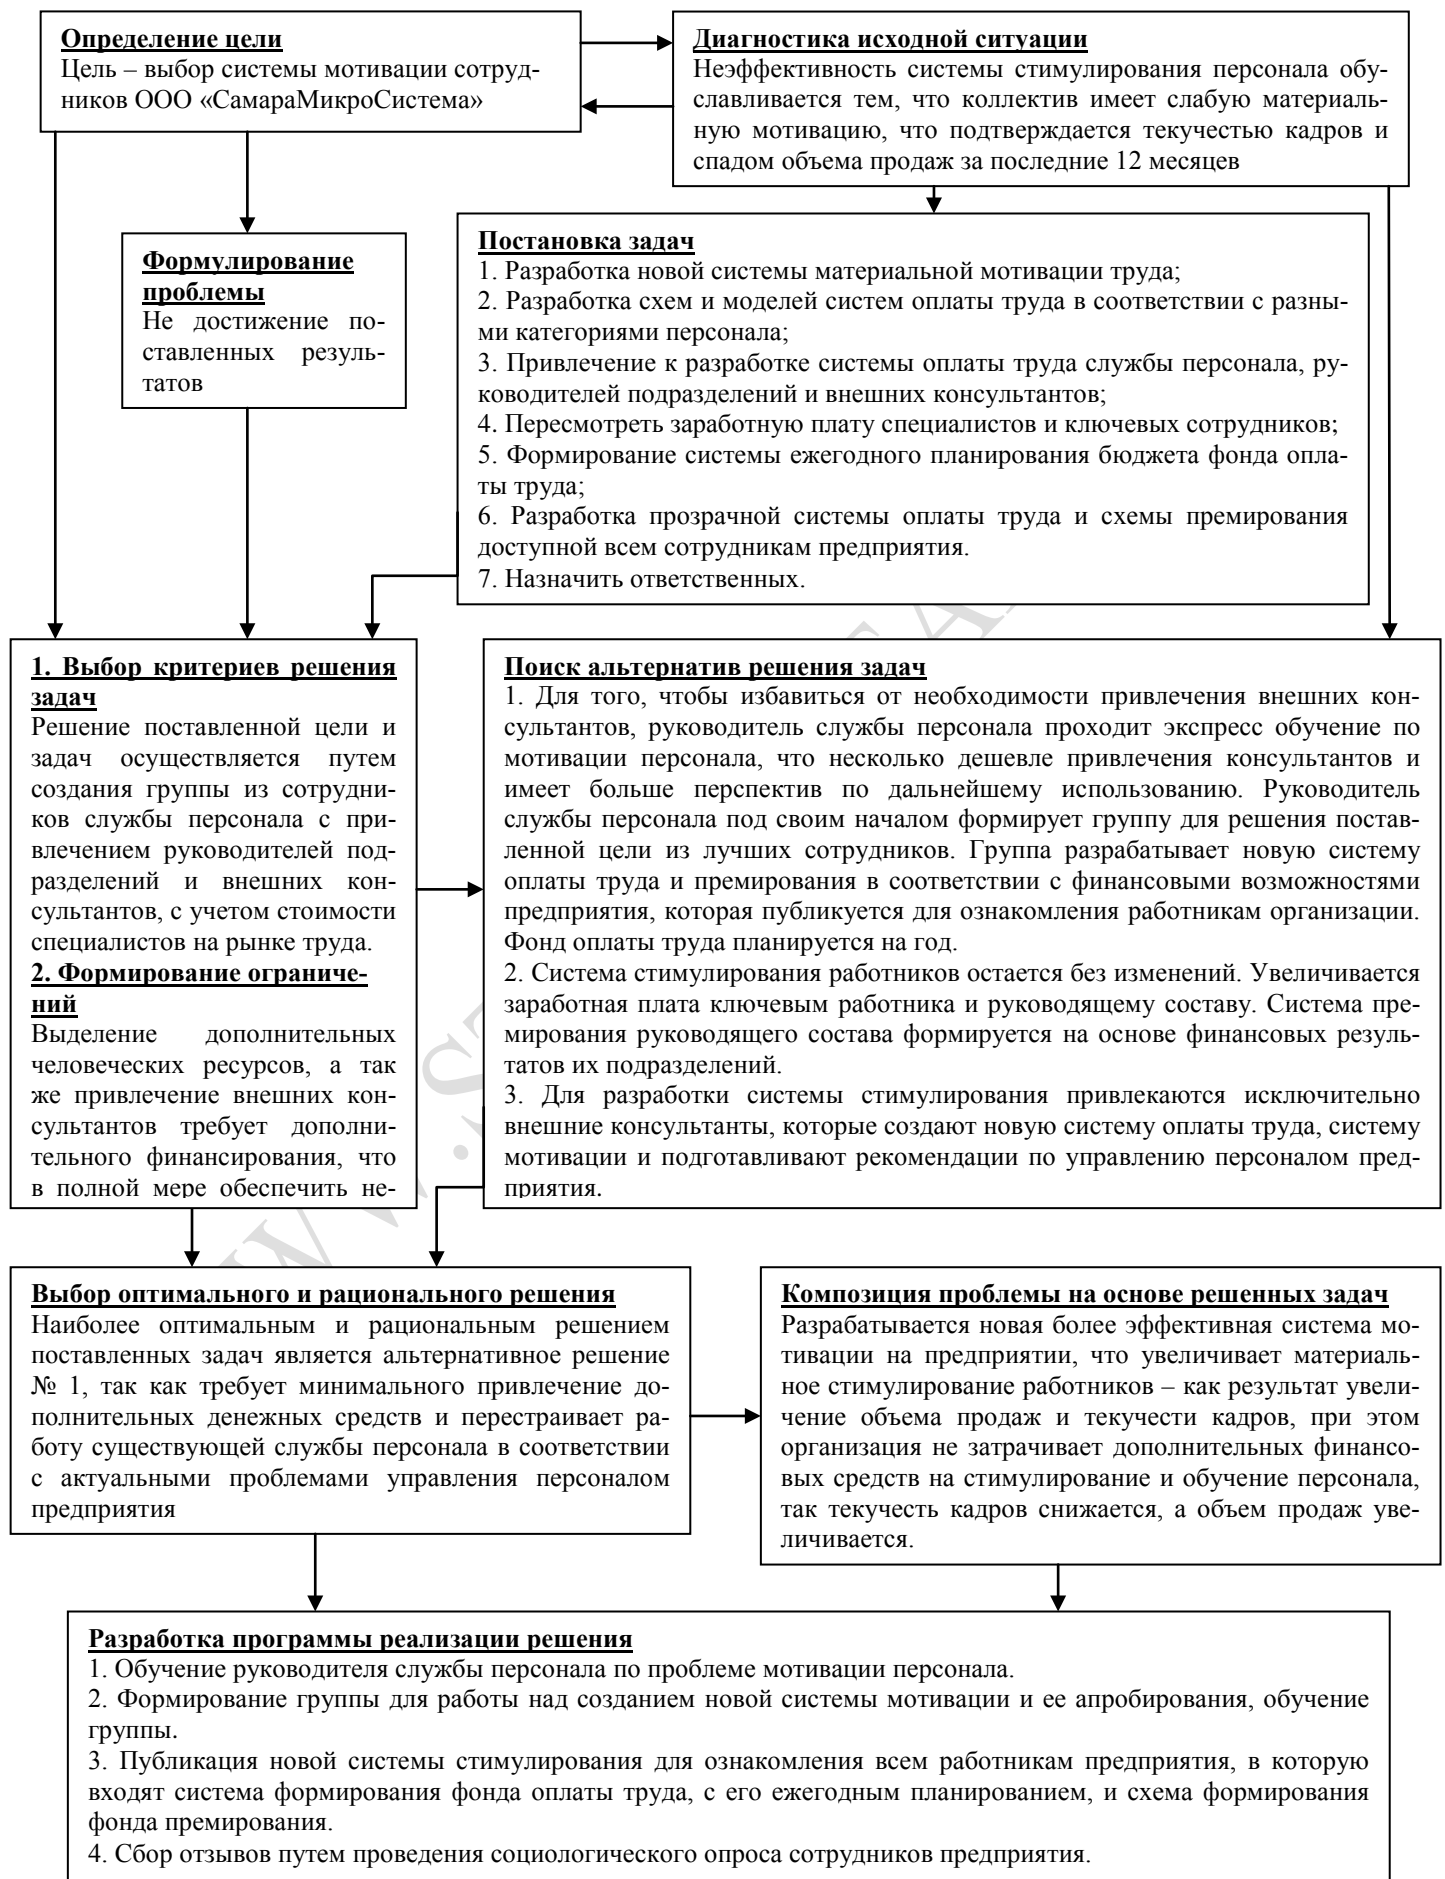 Определение цели
Цель – выбор системы мотивации сотруд-
ников ООО «СамараМикроСистема»
Диагностика исходной ситуации
Неэффективность системы стимулирования персонала обу-
славливается тем, что коллектив имеет слабую материаль-
ную мотивацию, что подтверждается текучестью кадров и
спадом объема продаж за последние 12 месяцев
Формулирование
проблемы
Не достижение по-
ставленных резуль-
татов
Постановка задач
1. Разработка новой системы материальной мотивации труда;
2. Разработка схем и моделей систем оплаты труда в соответствии с разны-
ми категориями персонала;
3. Привлечение к разработке системы оплаты труда службы персонала, ру-
ководителей подразделений и внешних консультантов;
4. Пересмотреть заработную плату специалистов и ключевых сотрудников;
5. Формирование системы ежегодного планирования бюджета фонда опла-
ты труда;
6. Разработка прозрачной системы оплаты труда и схемы премирования
доступной всем сотрудникам предприятия.
7. Назначить ответственных.
1. Выбор критериев решения
задач
Решение поставленной цели и
задач осуществляется путем
создания группы из сотрудни-
ков службы персонала с при-
влечением руководителей под-
разделений и внешних кон-
сультантов, с учетом стоимости
специалистов на рынке труда.
2. Формирование ограниче-
ний
Выделение дополнительных
человеческих ресурсов, а так
же привлечение внешних кон-
сультантов требует дополни-
тельного финансирования, что
в полной мере обеспечить не-
Поиск альтернатив решения задач
1. Для того, чтобы избавиться от необходимости привлечения внешних кон-
сультантов, руководитель службы персонала проходит экспресс обучение по
мотивации персонала, что несколько дешевле привлечения консультантов и
имеет больше перспектив по дальнейшему использованию. Руководитель
службы персонала под своим началом формирует группу для решения постав-
ленной цели из лучших сотрудников. Группа разрабатывает новую систему
оплаты труда и премирования в соответствии с финансовыми возможностями
предприятия, которая публикуется для ознакомления работникам организации.
Фонд оплаты труда планируется на год.
2. Система стимулирования работников остается без изменений. Увеличивается
заработная плата ключевым работника и руководящему составу. Система пре-
мирования руководящего состава формируется на основе финансовых резуль-
татов их подразделений.
3. Для разработки системы стимулирования привлекаются исключительно
внешние консультанты, которые создают новую систему оплаты труда, систему
мотивации и подготавливают рекомендации по управлению персоналом пред-
приятия.
Выбор оптимального и рационального решения
Наиболее оптимальным и рациональным решением
поставленных задач является альтернативное решение
№ 1, так как требует минимального привлечение до-
полнительных денежных средств и перестраивает ра-
боту существующей службы персонала в соответствии
с актуальными проблемами управления персоналом
предприятия
Композиция проблемы на основе решенных задач
Разрабатывается новая более эффективная система мо-
тивации на предприятии, что увеличивает материаль-
ное стимулирование работников – как результат увели-
чение объема продаж и текучести кадров, при этом
организация не затрачивает дополнительных финансо-
вых средств на стимулирование и обучение персонала,
так текучесть кадров снижается, а объем продаж уве-
личивается.
Разработка программы реализации решения
1. Обучение руководителя службы персонала по проблеме мотивации персонала.
2. Формирование группы для работы над созданием новой системы мотивации и ее апробирования, обучение
группы.
3. Публикация новой системы стимулирования для ознакомления всем работникам предприятия, в которую
входят система формирования фонда оплаты труда, с его ежегодным планированием, и схема формирования
фонда премирования.
4. Сбор отзывов путем проведения социологического опроса сотрудников предприятия.